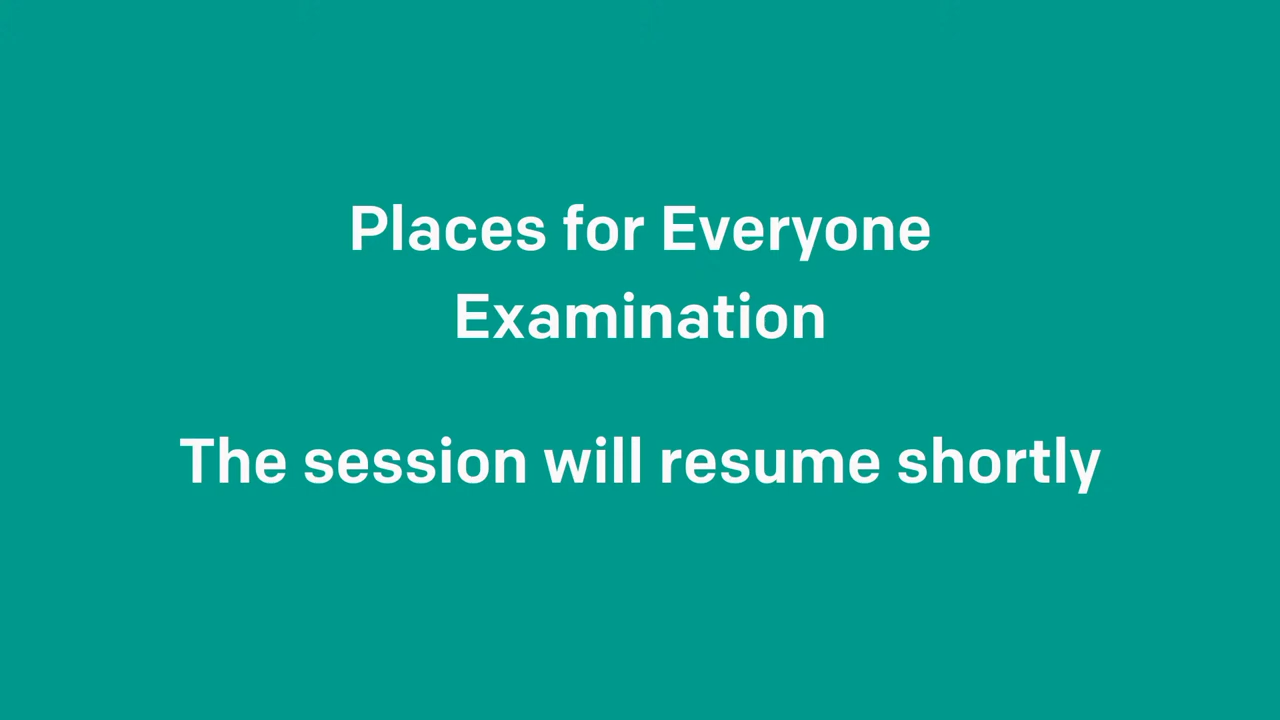 Places for Everyone
Examination
The session will resume shortly